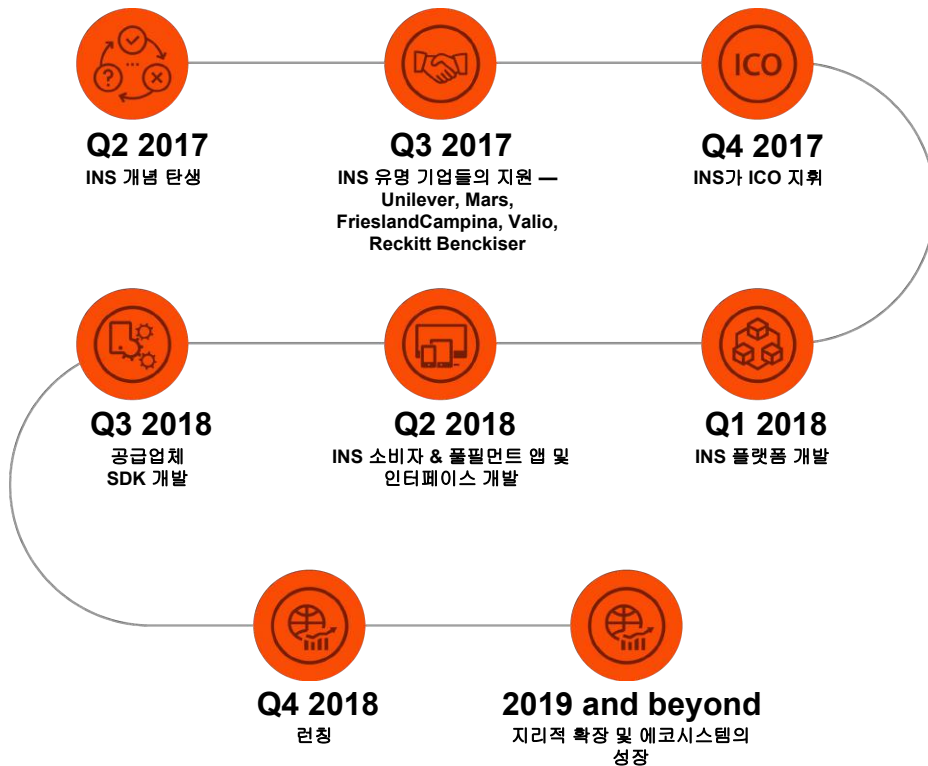 ICO
Q2 2017
INS 개념 탄생
Q3 2017
INS 유명 기업들의 지원 —
Unilever, Mars,
FrieslandCampina, Valio,
Reckitt Benckiser
Q4 2017
INS가 ICO 지휘
Q3 2018
공급업체
SDK 개발
Q2 2018
INS 소비자 & 풀필먼트 앱 및
인터페이스 개발
Q1 2018
INS 플랫폼 개발
Q4 2018
런칭
2019 and beyond
지리적 확장 및 에코시스템의
성장